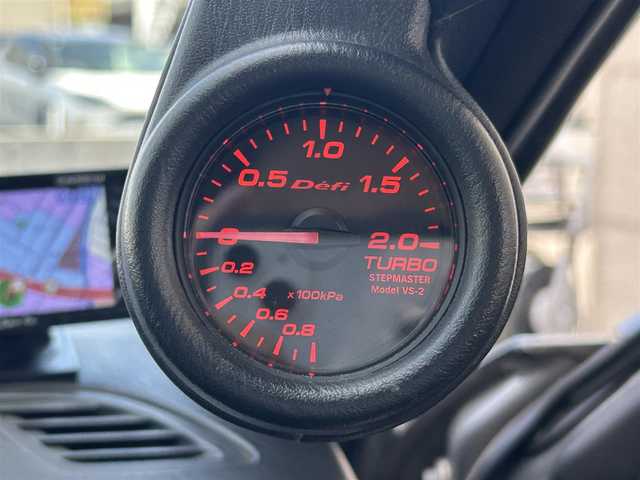 1.0
0.5 Défi 1.5
0 2.0
0.2 TURBO
STEPMASTER
0.4 x100kPa Model VS-2
0.6
0.8